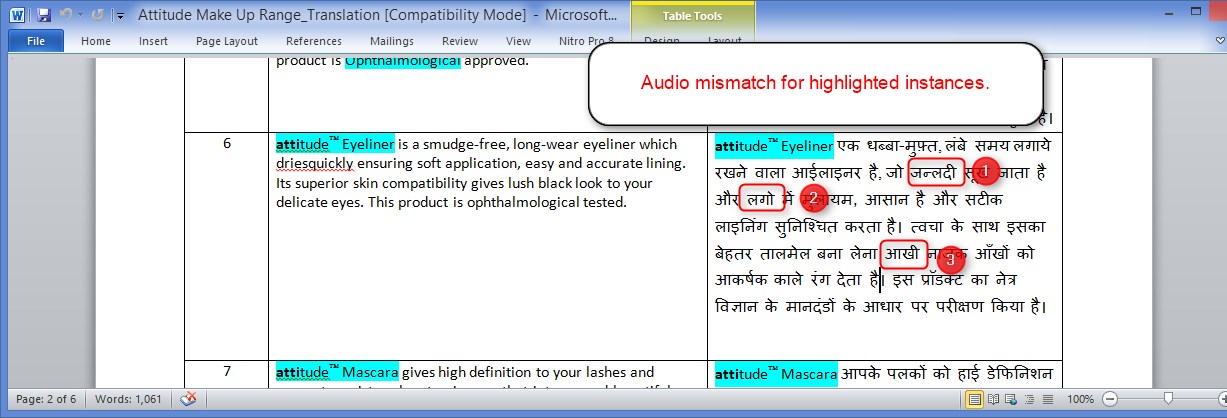 Attitude Make Up Range_Translation [Compatibility Mode] - Microsoft...
Table Tools
File Home Insert Page Layout References Mailings Review View Nitro Pro 8 Design Layout
Audio mismatch for highlighted instances.
product is Ophthalmological approved.
है।
6
attitude™ Eyeliner is a smudge-free, long-wear eyeliner which
driesquickly ensuring soft application, easy and accurate lining.
Its superior skin compatibility gives lush black look to your
delicate eyes. This product is ophthalmological tested.
attitude™ Eyeliner एक धब्बा-मुफ़्त, लंबे समय लगाये
रखने वाला आईलाइनर है, जो जन्लदी 1 जाता है
और लगो में 2 आसान है और सटीक
लाइनिंग सुनिश्चित करता है। त्वचा के साथ इसका
बेहतर तालमेल बना लेना आखी 3 आँखों को
आकर्षक काले रंग देता है। इस प्रॉडक्ट का नेत्र
विज्ञान के मानदंडों के आधार पर परीक्षण किया है।
7
attitude™ Mascara gives high definition to your lashes and
attitude™ Mascara आपके पलकों को हाई डेफिनिशन
Page: 2 of 6 Words: 1,061 100%